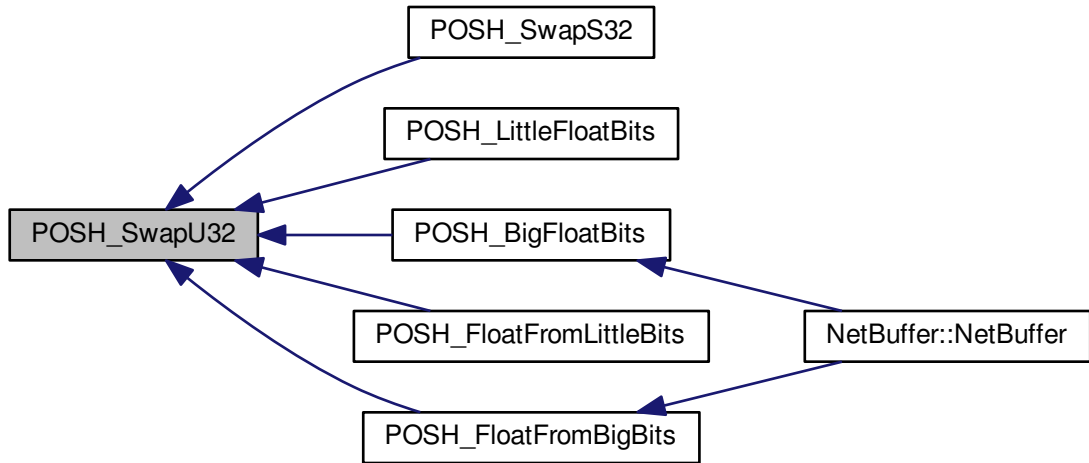 POSH_SwapS32
POSH_LittleFloatBits
POSH_SwapU32
POSH_BigFloatBits
POSH_FloatFromLittleBits
NetBuffer::NetBuffer
POSH_FloatFromBigBits